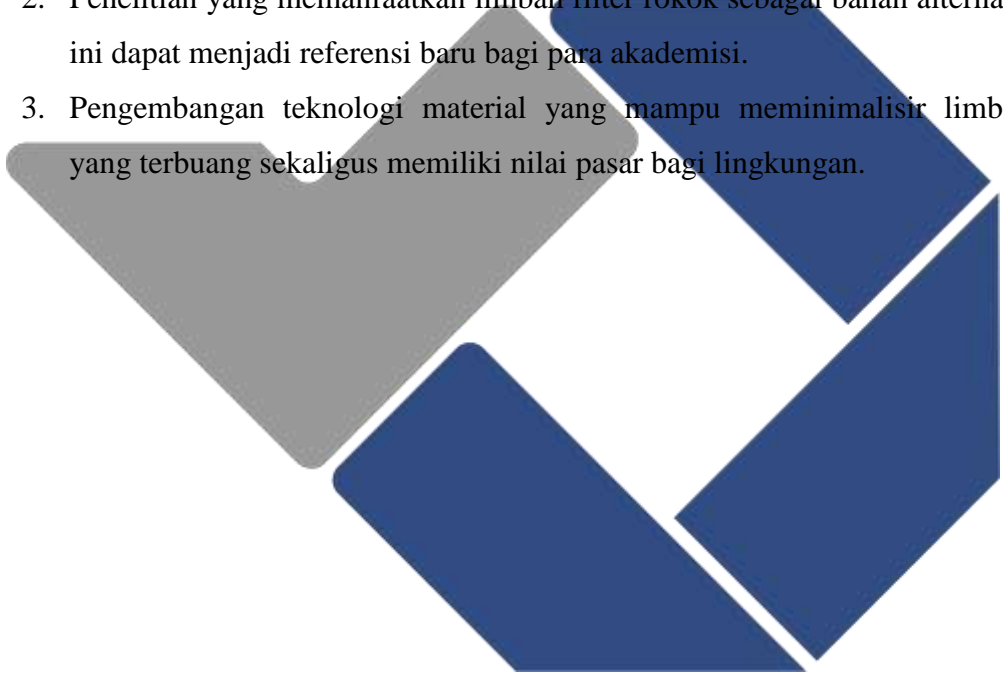 2. Penelitian yang memanfaatkan limbah filter rokok sebagai bahan alterna
ini dapat menjadi referensi baru bagi para akademisi.
3. Pengembangan teknologi material yang mampu meminimalisir limb
yang terbuang sekaligus memiliki nilai pasar bagi lingkungan.